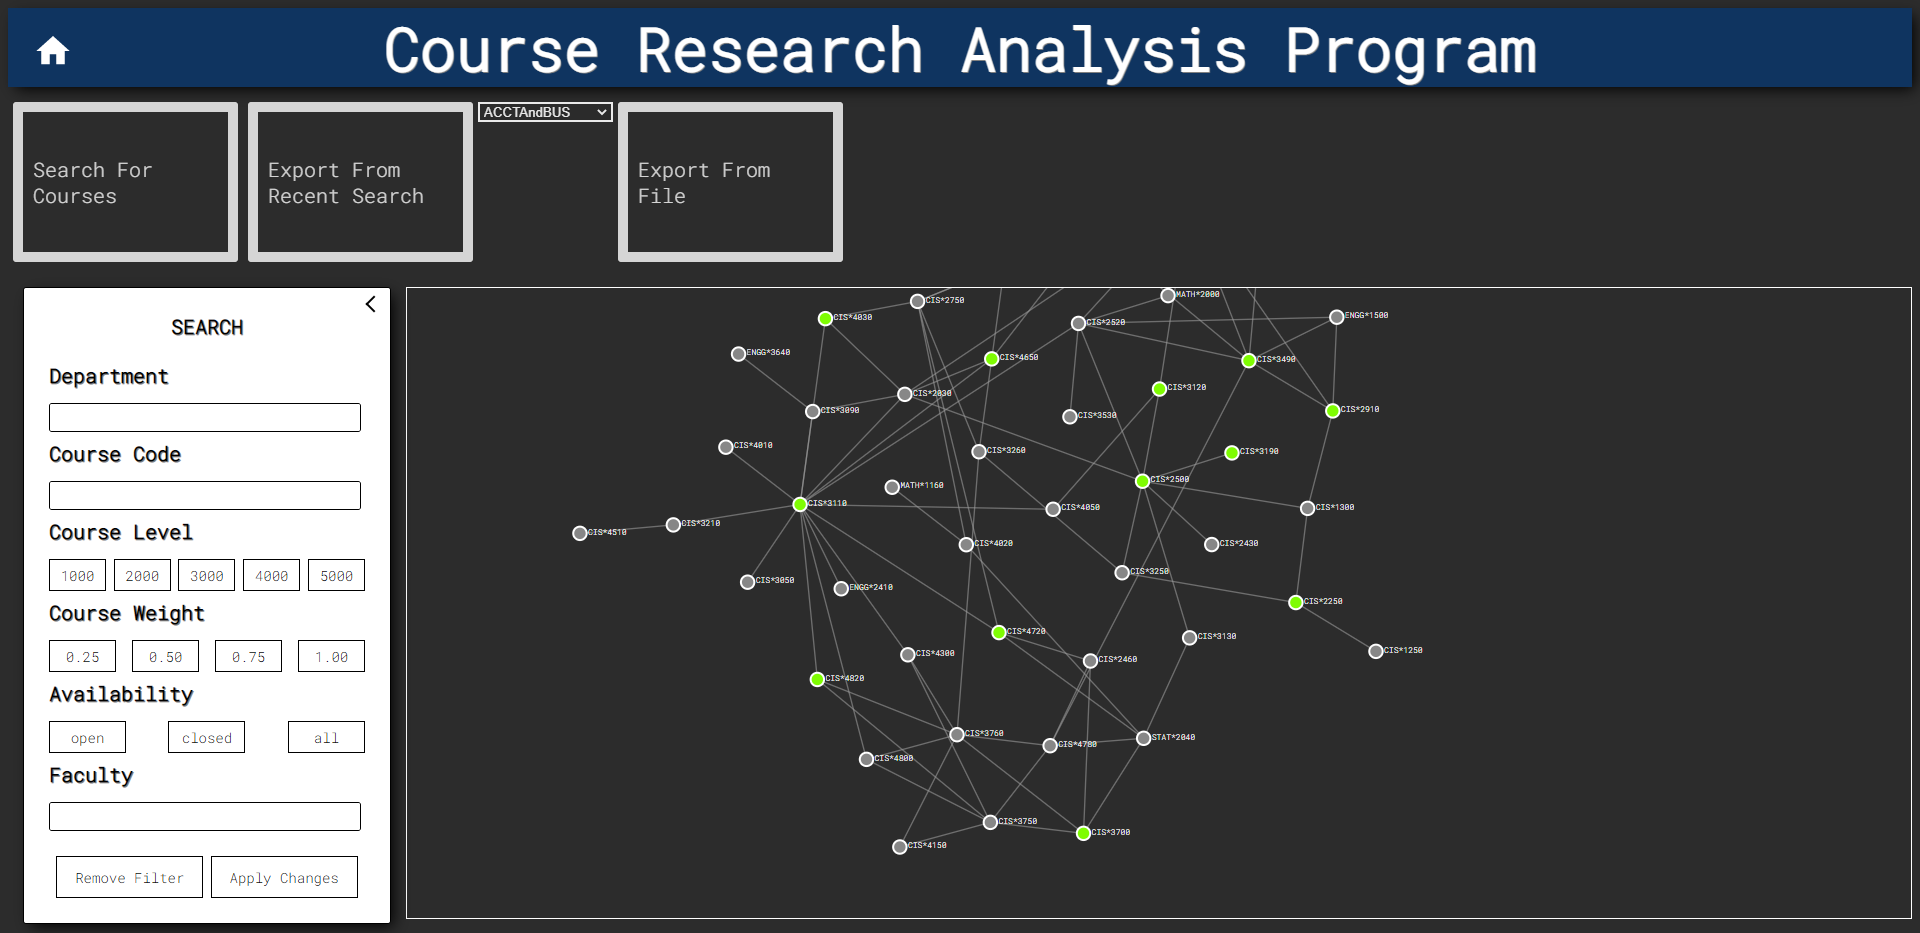 Course Research Analysis Program
Search For
Courses
Export From
Recent Search
ACCTAndBUS
Export From
File
SEARCH
Department
Course Code
Course Level
1000 2000 3000 4000 5000
Course Weight
0.25 0.50 0.75 1.00
Availability
open closed all
Faculty
Remove Filter Apply Changes
MATH*2000
CIS*2750
ENGG*1500
CIS*4030
CIS*2520
ENGG*3640
CIS*4650
CIS*3490
CIS*3120
CIS*2030
CIS*3090
CIS*2910
CIS*3530
CIS*4010
CIS*3260
CIS*3190
CIS*2500
MATH*1160
CIS*3110
CIS*4050
CIS*1300
CIS*3210
CIS*4510
CIS*4020
CIS*2430
CIS*3250
CIS*3050
ENGG*2410
CIS*2250
CIS*4720
CIS*3130
CIS*1250
CIS*4300
CIS*2460
CIS*4820
CIS*3760
STAT*2040
CIS*4780
CIS*4800
CIS*3750
CIS*3700
CIS*4150